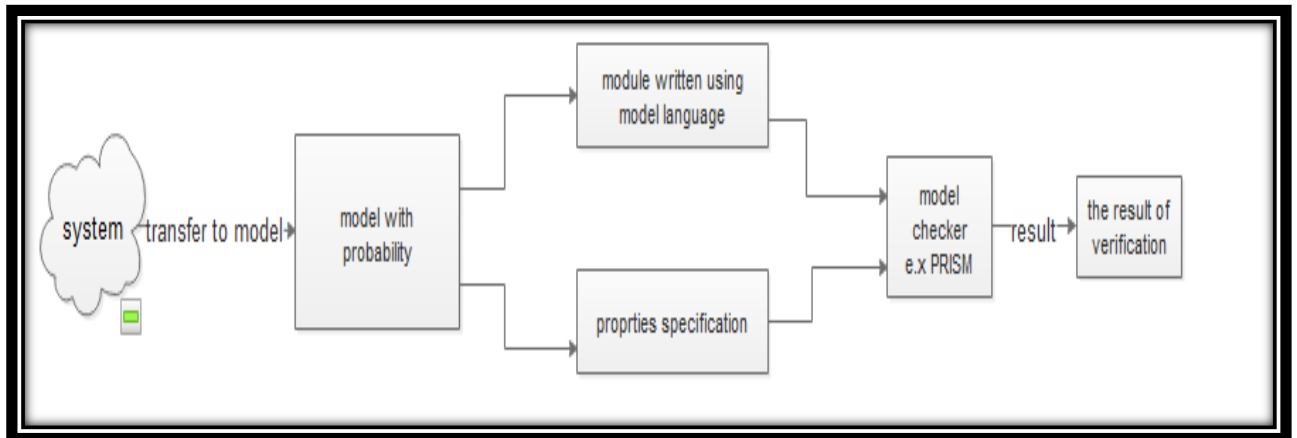 system
transfer to model
model with
probability
module written using
model language
proprties specification
model
checker
e.x PRISM
result
the result of
verification